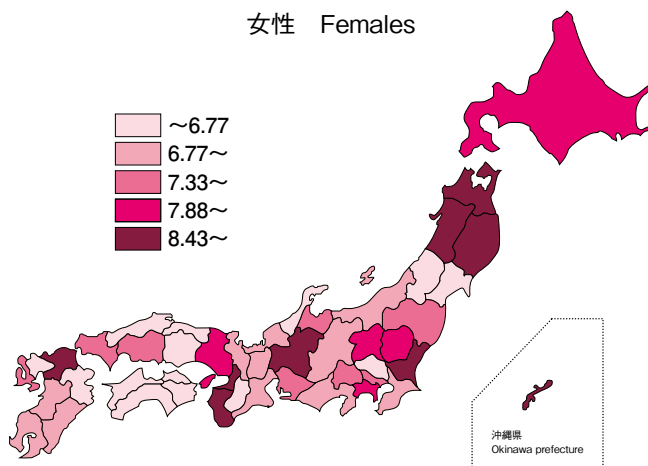 女性 Females
～6.77
6.77～
7.33～
7.88～
8.43～
沖縄県
Okinawa prefecture